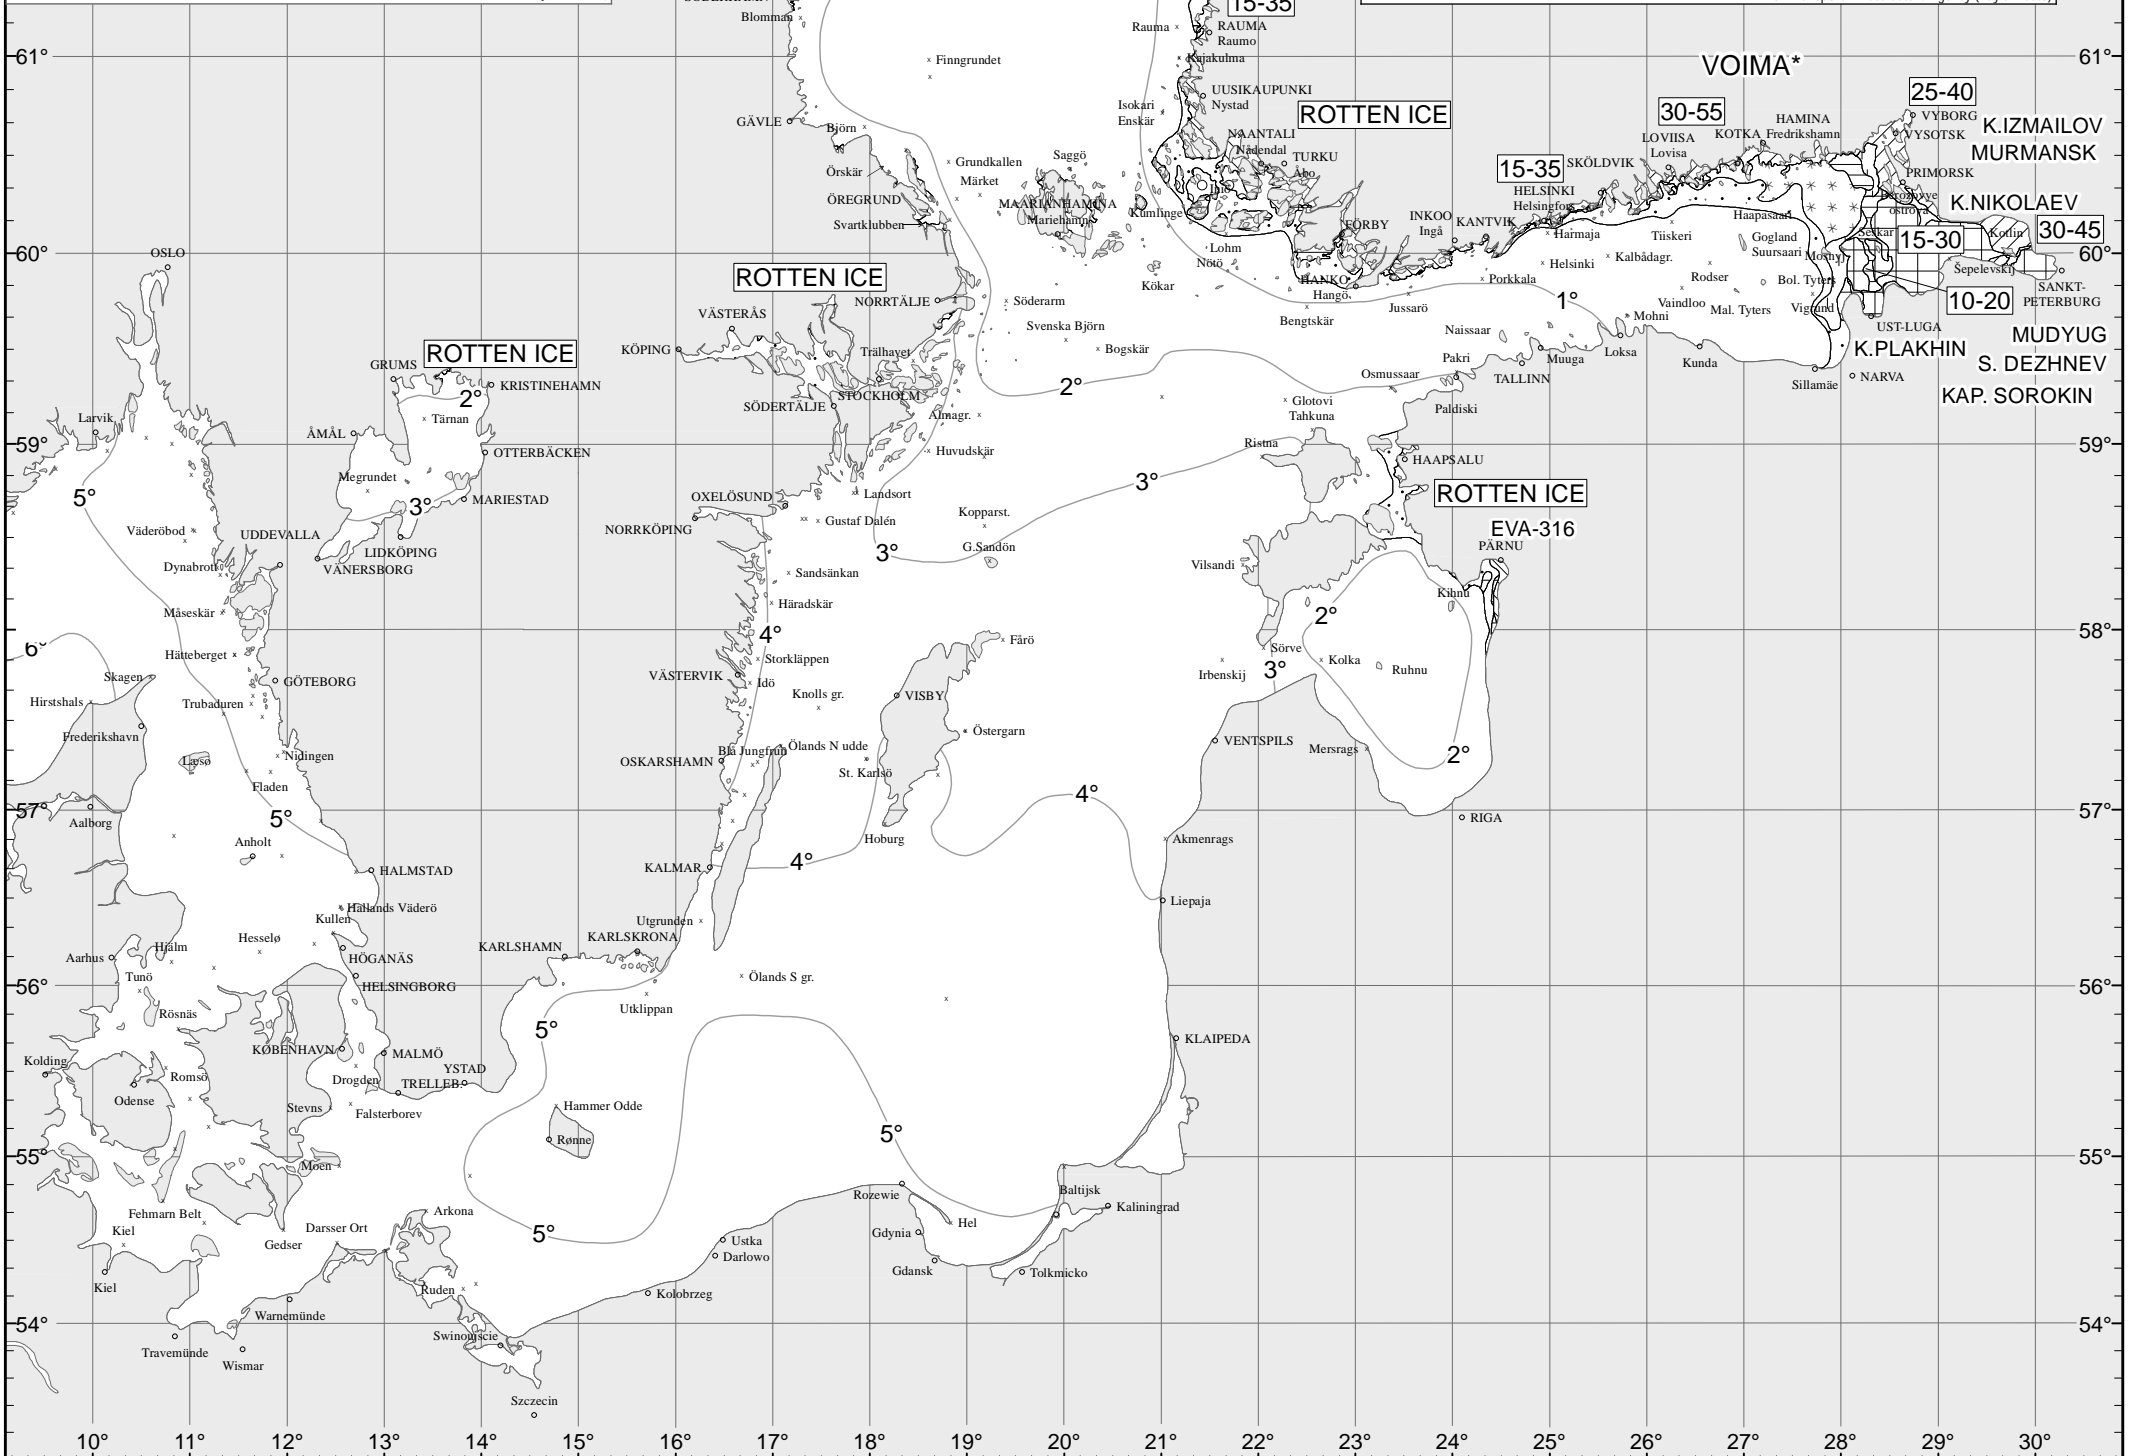 Blomman
15-35
Rauma
RAUMA
Raumo
61°
Finngrundet
Kajakulma
VOIMA*
61°
UUSIKAUPUNKI
Nystad
Isokari
Enskär
ROTTEN ICE
30-55
25-40
GÄVLE
Björn
NAANTALI
Nådendal
LOVIISA
Lovisa
KOTKA
HAMINA
Fredrikshamn
VYBORG
VYSOTSK
K.IZMAILOV
MURMANSK
Örskär
Grundkallen
Saggö
TURKU
Åbo
15-35
SKÖLDVIK
PRIMORSK
Märket
Iniö
HELSINKI
Helsingfors
ÖREGRUND
MAARIANHAMINA
Mariehamn
Kumlinge
K.NIKOLAEV
Svartklubben
FÖRBY
INKOO
Ingå
KANTVIK
Haapasaari
30-45
Lohm
Harmaja
Tiiskeri
Gogland
Suursaari
Seskar
15-30
Kotlin
60°
OSLO
Nötö
Helsinki
Kalbådagr.
Moshyj
60°
ROTTEN ICE
Kökar
HANKO
Hangö
Porkkala
Rodser
Bol. Tyters
Šepelevskij
SANKT-
PETERBURG
NORRTÄLJE
Söderarm
Jussarö
1°
Vaindloo
Mal. Tyters
Vigrund
10-20
VÄSTERÅS
Svenska Björn
Bengtskär
Naissaar
Mohni
UST-LUGA
MUDYUG
KÖPING
Trälhavet
Bogskär
Pakri
Muuga
Loksa
Kunda
K.PLAKHIN
ROTTEN ICE
GRUMS
KRISTINEHAMN
2°
Osmussaar
TALLINN
Sillamäe
NARVA
S. DEZHNEV
2°
STOCKHOLM
SÖDERTÄLJE
Glotovi
Tahkuna
Paldiski
KAP. SOROKIN
Larvik
Tärnan
Almagr.
59°
ÅMÅL
OTTERBÄCKEN
Huvudskär
Ristna
59°
HAAPSALU
Megrundet
3°
5°
3°
MARIESTAD
OXELÖSUND
Landsort
ROTTEN ICE
Väderöbod
UDDEVALLA
NORRKÖPING
Gustaf Dalén
Kopparst.
EVA-316
LIDKÖPING
3°
G.Sandön
PÄRNU
Dynabrott
VÄNERSBORG
Sandsänkan
Vilsandi
Måseskär
Häradskär
Kihnu
2°
58°
4°
58°
6°
Hätteberget
Storkläppen
Fårö
Sörve
Kolka
Skagen
GÖTEBORG
VÄSTERVIK
Idö
Irbenskij
3°
Ruhnu
Hirstshals
Trubaduren
Knolls gr.
VISBY
Frederikshavn
Östergarn
VENTSPILS
Mersrags
2°
Læsø
Nidingen
OSKARSHAMN
Blå Jungfrun
Ölands N udde
St. Karlsö
Fladen
4°
57°
57°
Aalborg
5°
RIGA
Anholt
Hoburg
Akmenrags
HALMSTAD
KALMAR
4°
Hallands Väderö
Liepaja
Kullen
Utgrunden
Hesselø
Hjälm
KARLSHAMN
KARLSKRONA
Aarhus
HÖGANÄS
Tunö
HELSINGBORG
Ölands S gr.
56°
56°
Rösnäs
Utklippan
5°
KØBENHAVN
MALMÖ
KLAIPEDA
Kolding
Romsö
Drogden
YSTAD
TRELLEB.
Odense
Stevns
Falsterborev
Hammer Odde
5°
Rønne
55°
Moen
55°
Baltijsk
Rozewie
Kaliningrad
Fehmarn Belt
Arkona
Kiel
Gedser
Darsser Ort
5°
Ustka
Gdynia
Hel
Darlowo
Gdansk
Tolkmicko
Kiel
Ruden
Kolobrzeg
Warnemünde
54°
54°
Swinoujscie
Travemünde
Wismar
Szczecin
10° 11° 12° 13° 14° 15° 16° 17° 18° 19° 20° 21° 22° 23° 24° 25° 26° 27° 28° 29° 30°